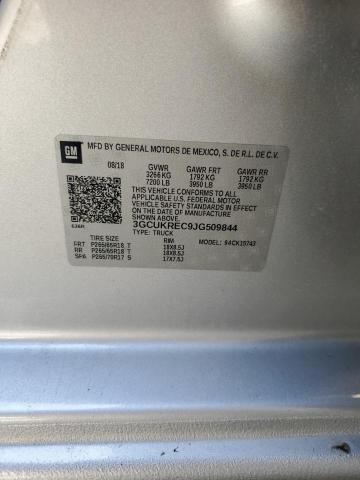 GM
MFD BY GENERAL MOTORS DE MEXICO, S. DE R.L. DE C.V.
08/18 GVWR GAWR FRT GAWR RR
3266 KG 1792 KG 1792 KG
7200 LB 3950 LB 3950 LB
THIS VEHICLE CONFORMS TO ALL
APPLICABLE U.S. FEDERAL MOTOR
VEHICLE SAFETY STANDARDS IN
EFFECT ON THE DATE OF
MANUFACTURE SHOWN ABOVE.
3GCUKREC9JG509844
TYPE: TRUCK
TIRE SIZE RIM MODEL: 94CK15743
FRT P265/65R18 T 18X8.5J
RR P265/65R18 T 18X8.5J
SPA P265/70R17 S 17X7.5J